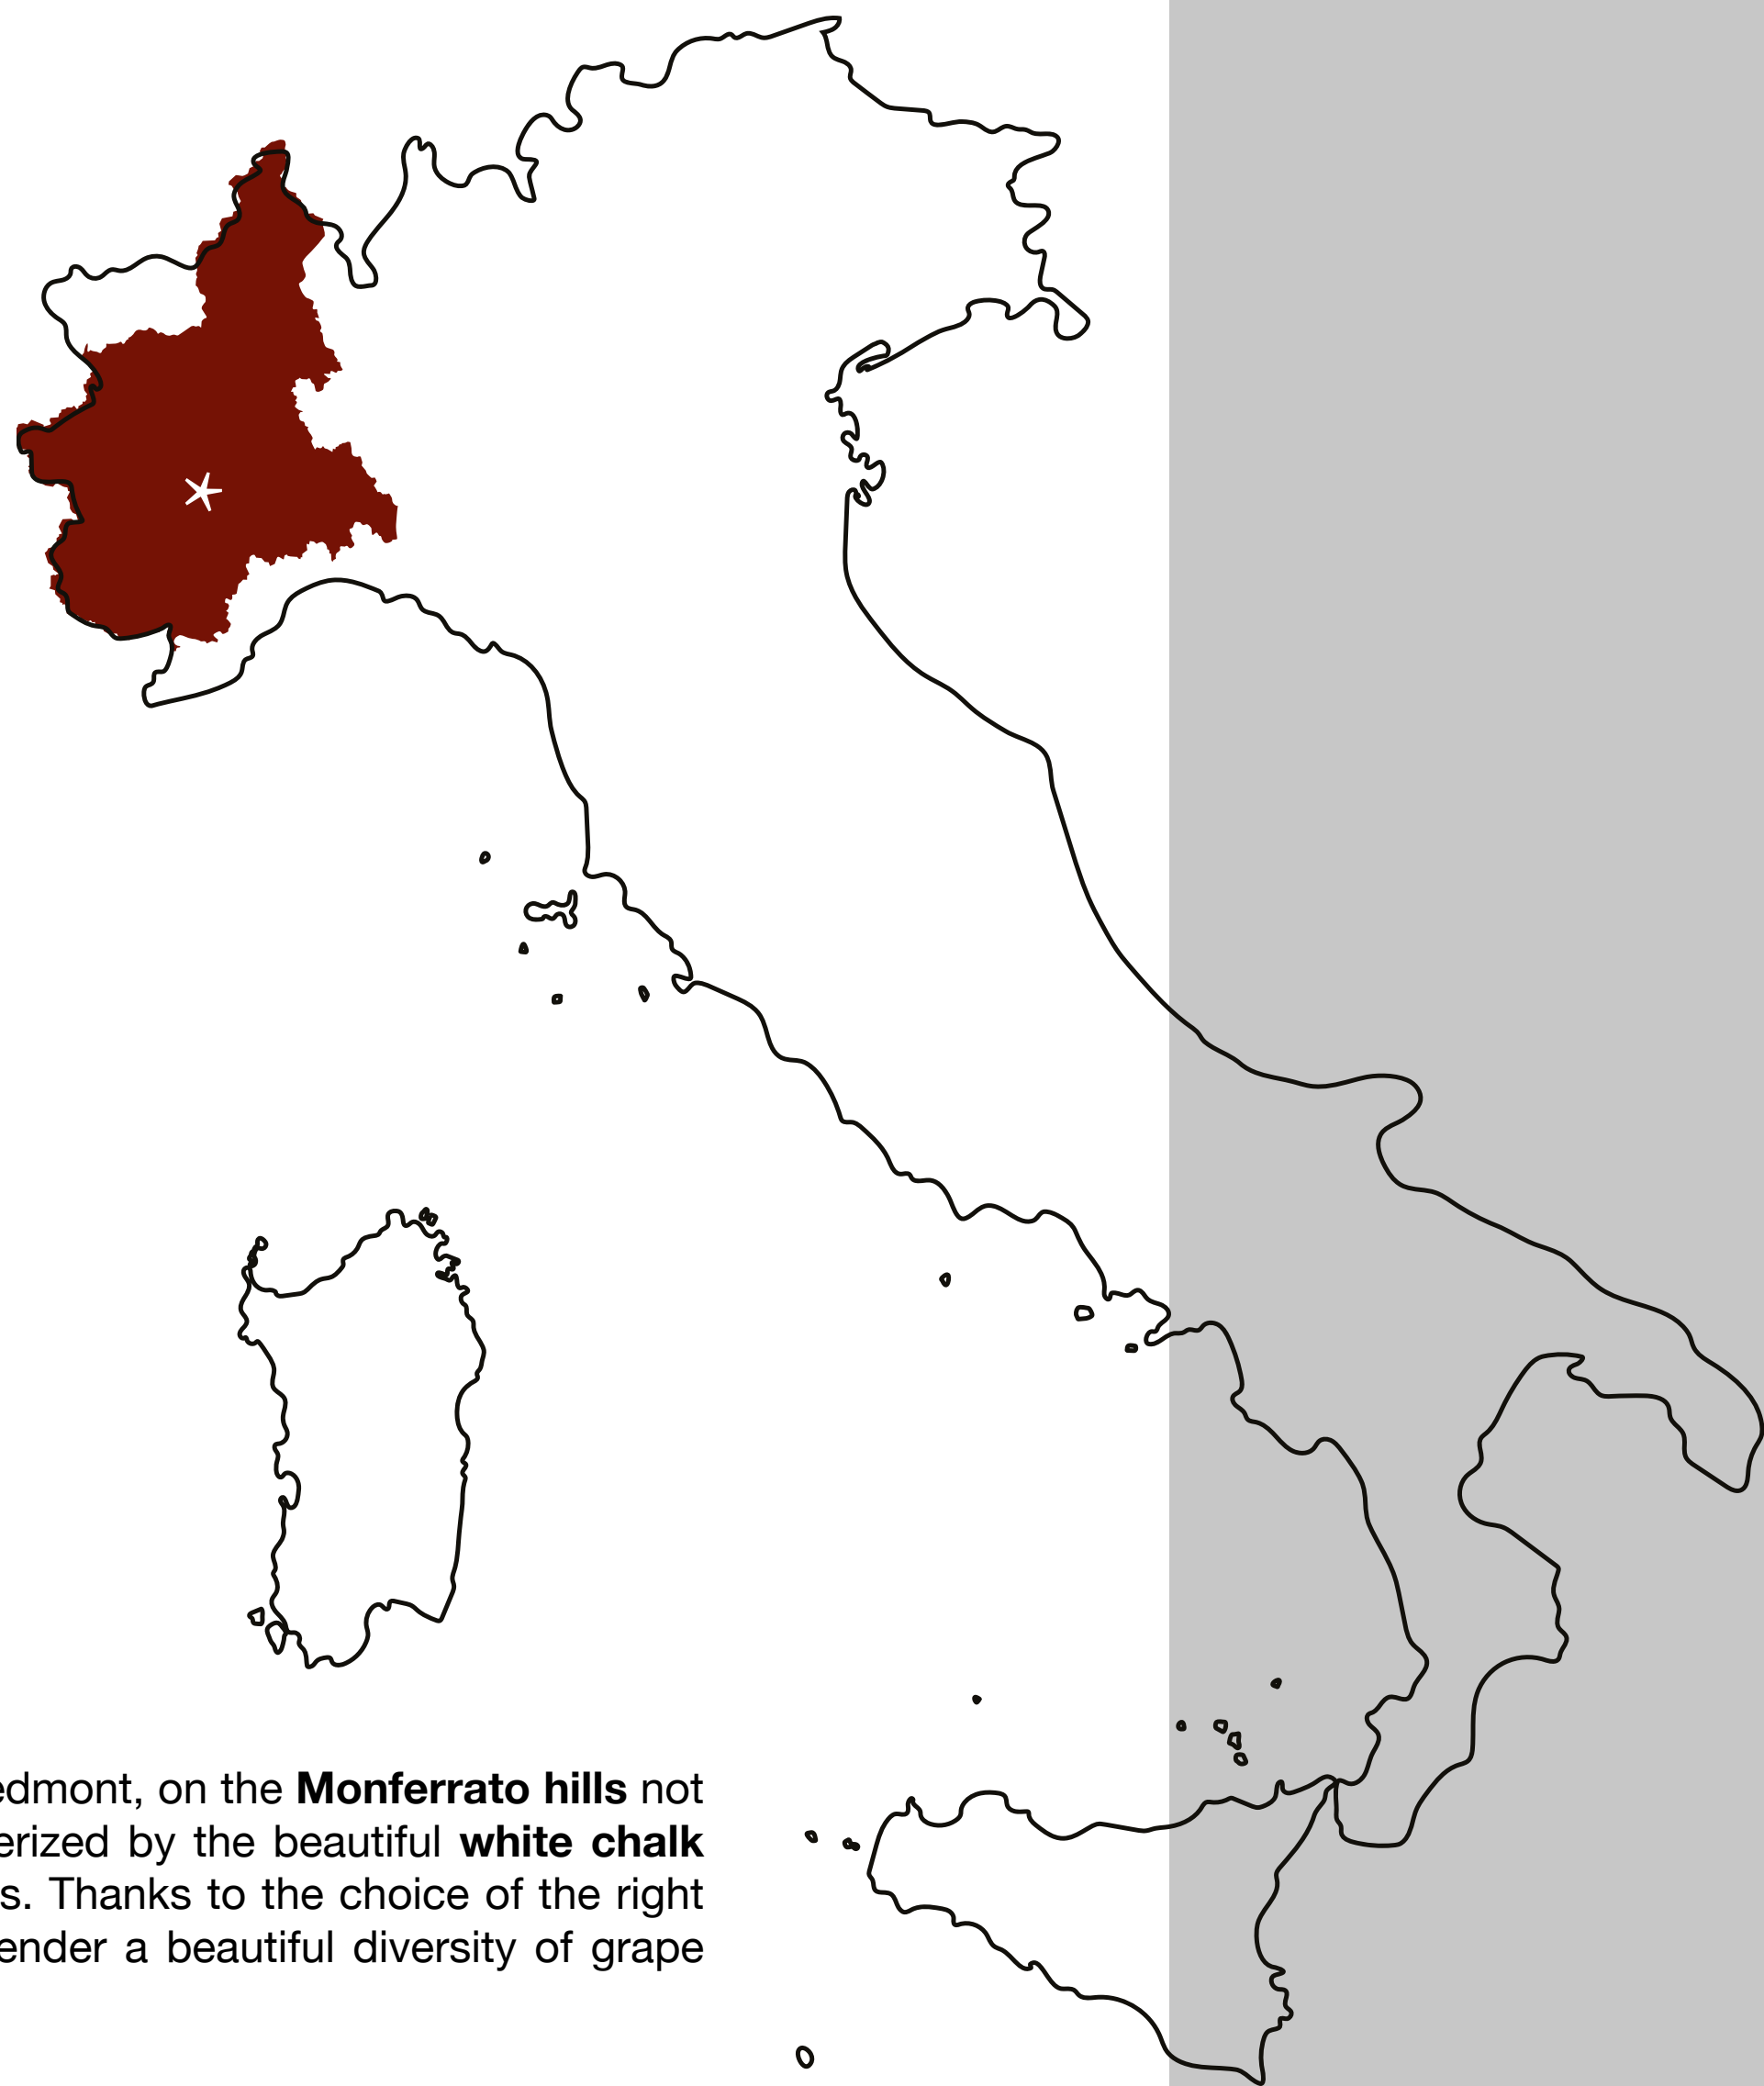 edmont, on the Monferrato hills not
erized by the beautiful white chalk
s. Thanks to the choice of the right
ender a beautiful diversity of grape